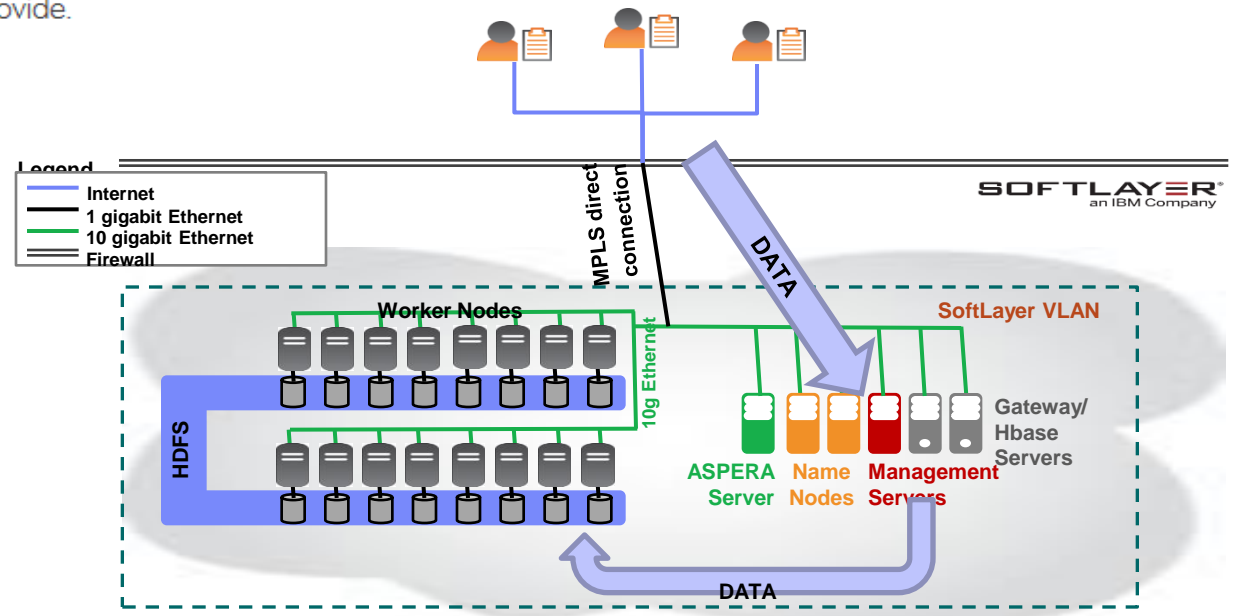 ovide.
Legend
Internet
1 gigabit Ethernet
10 gigabit Ethernet
Firewall
MPLS direct
connection
DATA
SOFTLAYER®
an IBM Company
Worker Nodes
SoftLayer VLAN
10g Ethernet
HDFS
ASPERA
Server
Name
Nodes
Management
Servers
Gateway/
Hbase
Servers
DATA